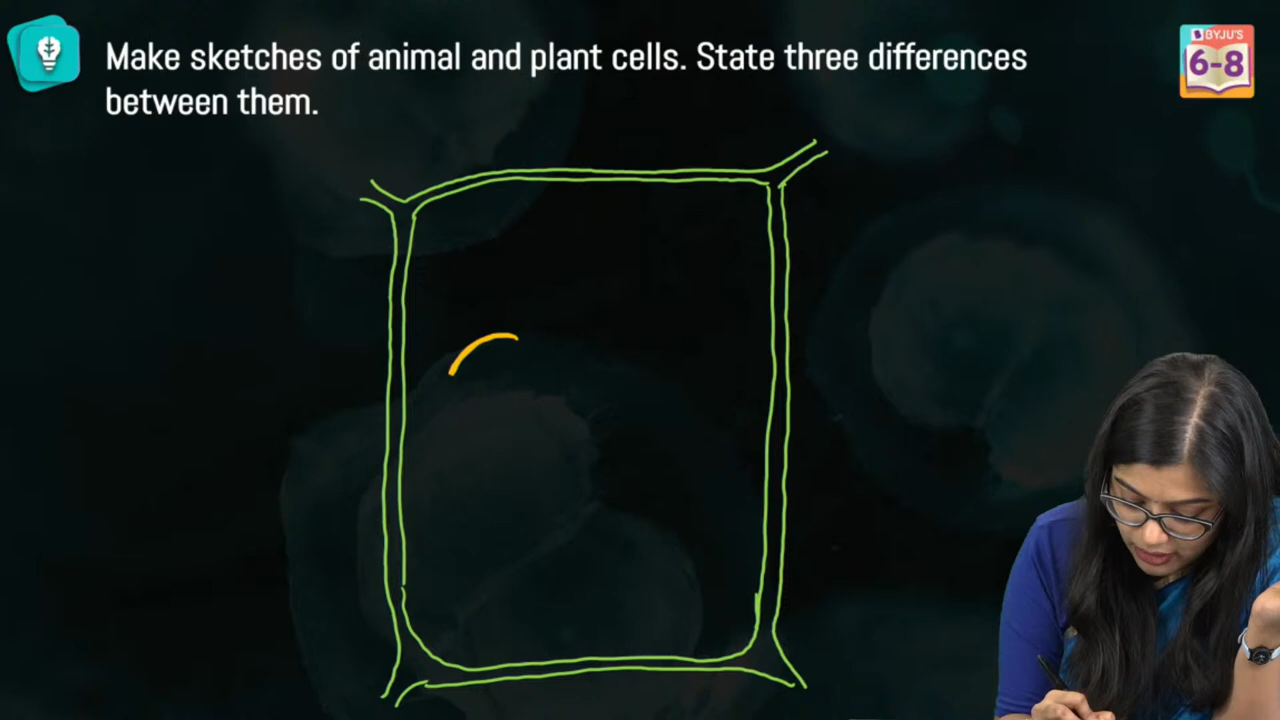 Make sketches of animal and plant cells. State three differences
between them.
BYJU'S
6-8